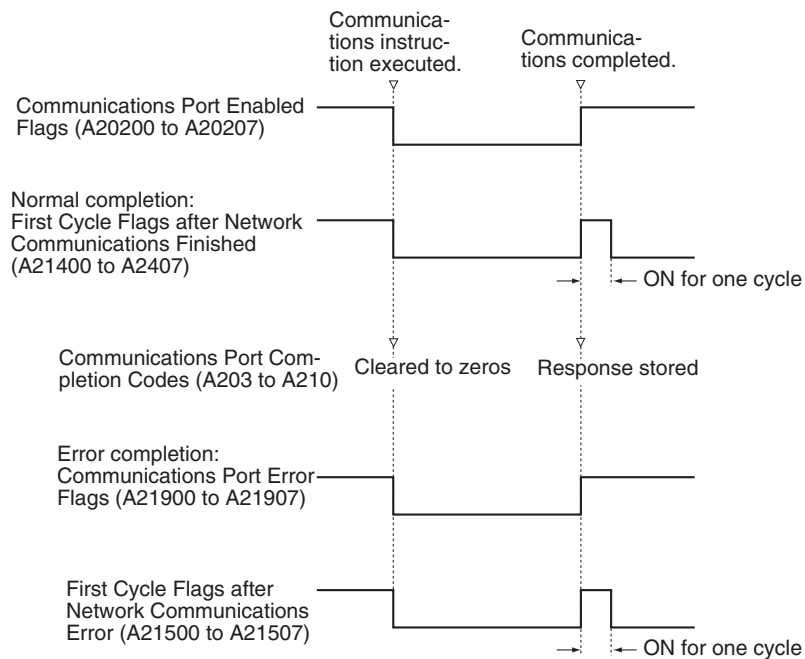 Communica-
tions instruc-
tion executed.
Communica-
tions completed.
Communications Port Enabled
Flags (A20200 to A20207)
Normal completion:
First Cycle Flags after Network
Communications Finished
(A21400 to A2407)
ON for one cycle
Communications Port Com-
pletion Codes (A203 to A210)
Cleared to zeros
Response stored
Error completion:
Communications Port Error
Flags (A21900 to A21907)
First Cycle Flags after
Network Communications
Error (A21500 to A21507)
ON for one cycle